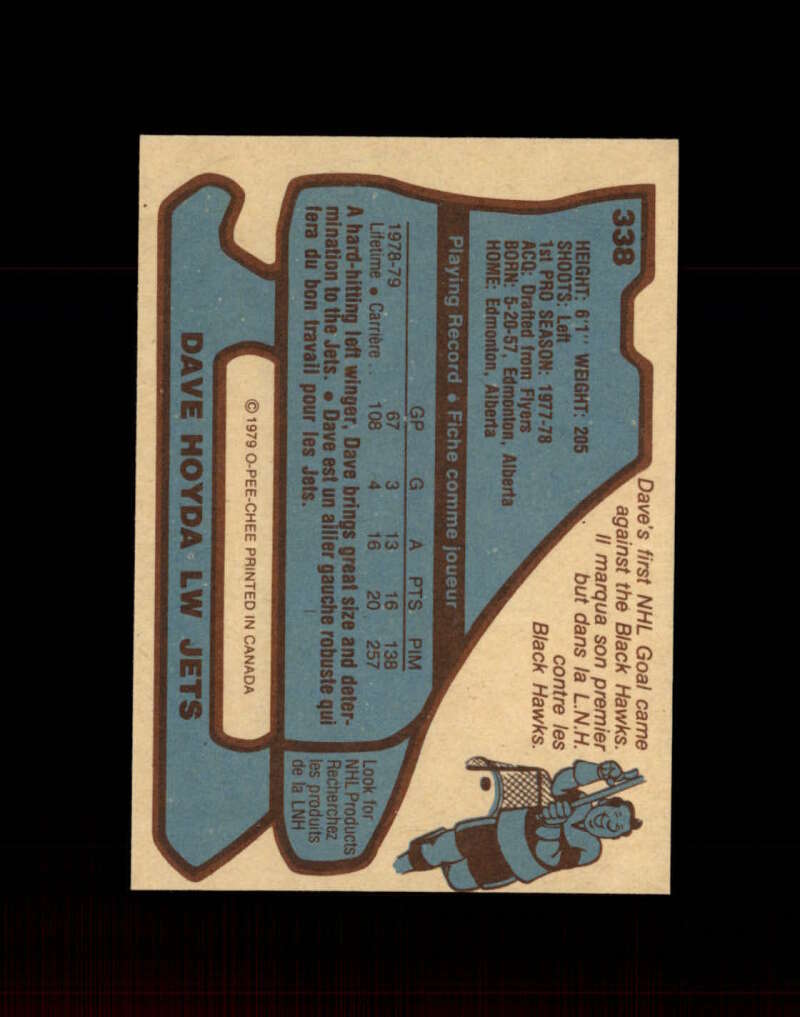 338
HEIGHT: 6'1" WEIGHT: 205
SHOOTS: Left
1st PRO SEASON: 1977-78
ACQ: Drafted from Flyers
BORN: 5-20-57, Edmonton, Alberta
HOME: Edmonton, Alberta
Dave's first NHL Goal came
against the Black Hawks.
Il marqua son premier
but dans la L.N.H.
contre les
Black Hawks.
Playing Record • Fiche comme joueur
GP G A PTS PIM
1978-79 67 3 13 16 138
Lifetime • Carrière .. 108 4 16 20 257
A hard-hitting left winger, Dave brings great size and deter-
mination to the Jets. • Dave est un ailier gauche robuste qui
fera du bon travail pour les Jets.
Look for
NHL Products
Recherchez
les produits
de la LNH
©1979 O-PEE-CHEE PRINTED IN CANADA
DAVE HOYDA LW JETS